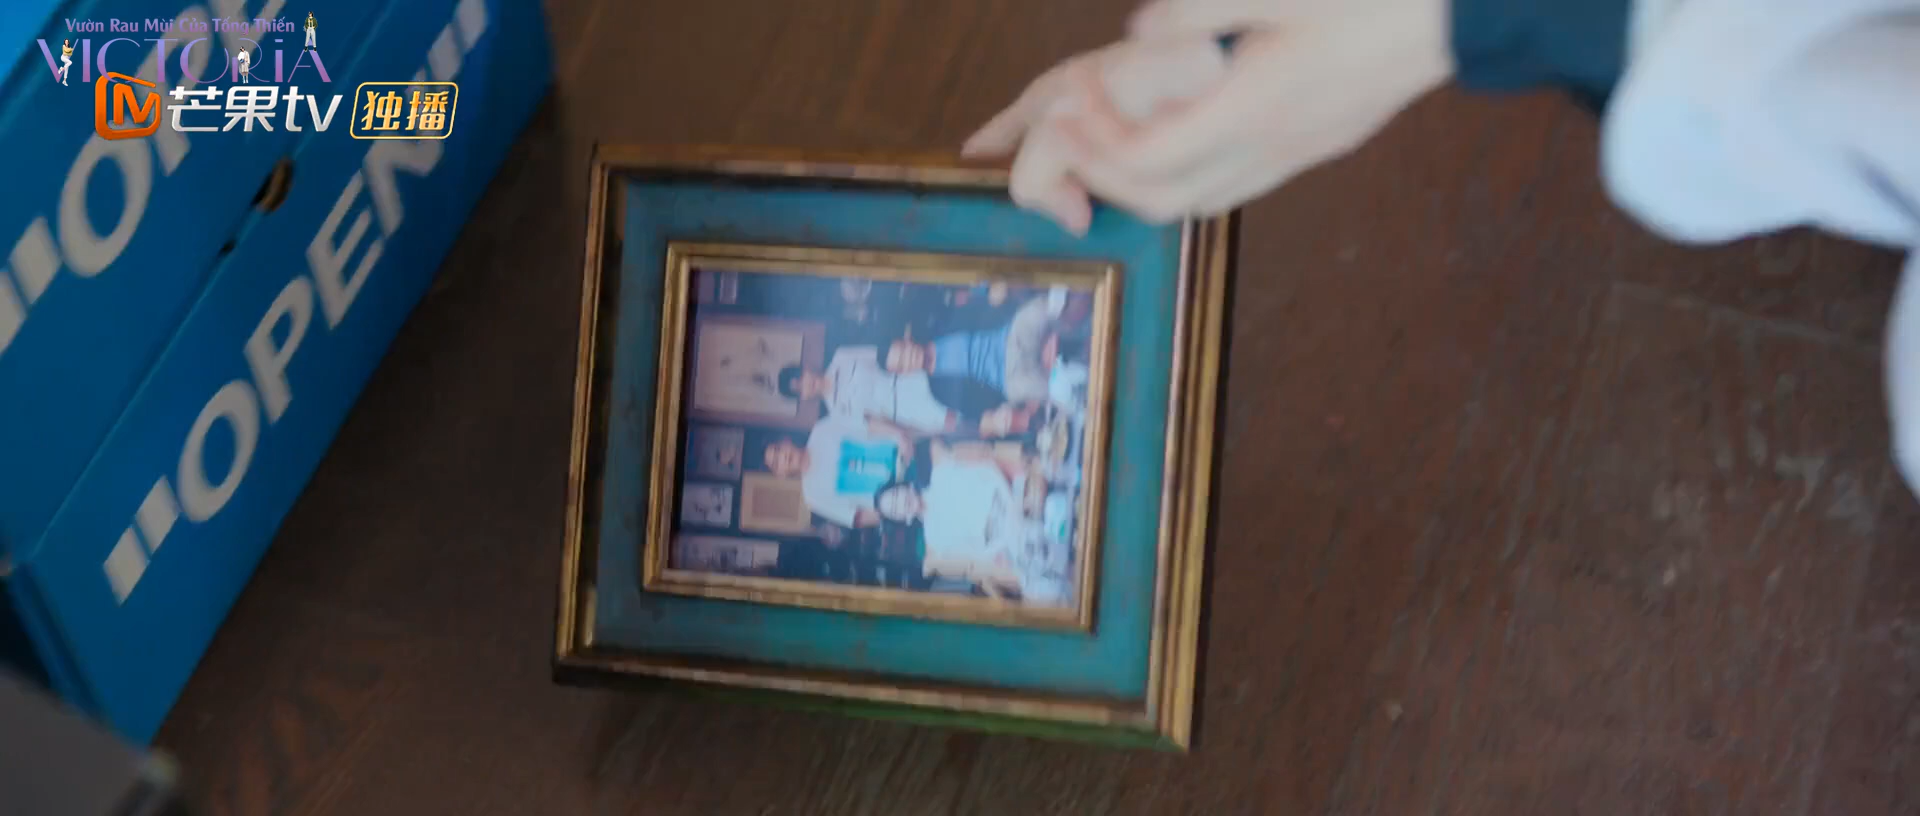 Vườn Rau Mùi Của Tống Thiến
VICTORIA
芒果tv 独播
OPEN
OPEN